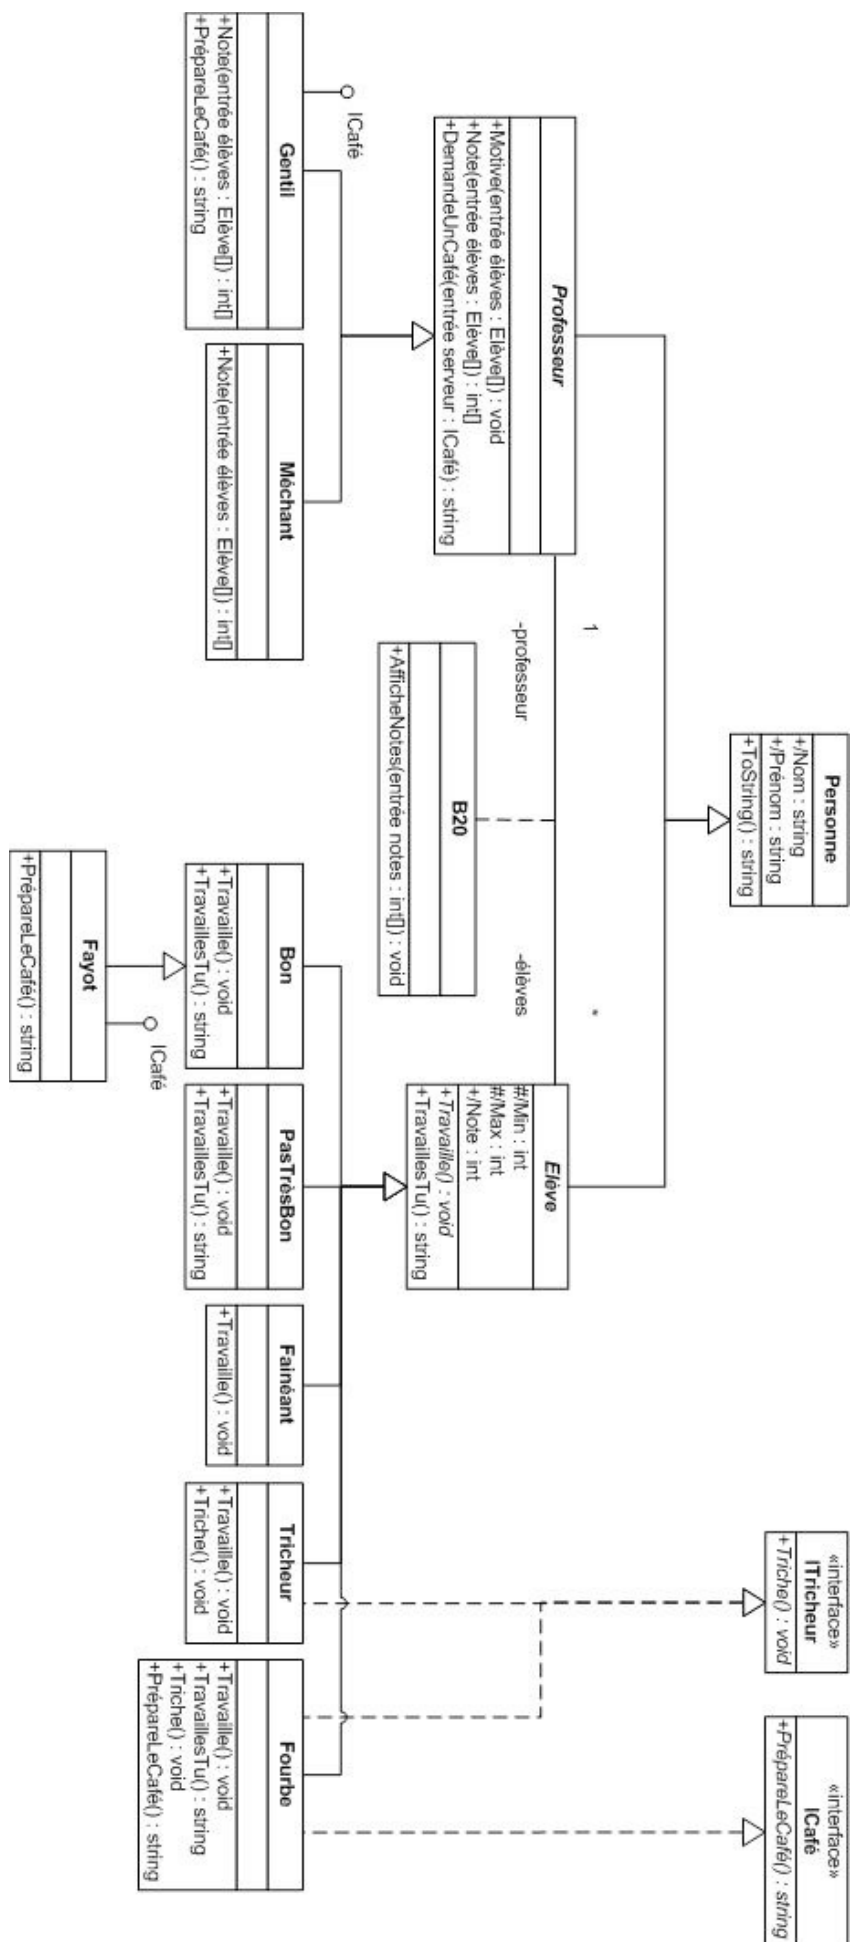 Personne
+/Nom : string
+/Prénom : string
+ToString() : string
«interface»
ITricheur
+Triche() : void
«interface»
ICafé
+PrépareLeCafé() : string
Professeur
+Motive(entrée élèves : Elève[]) : void
+Note(entrée élèves : Elève[]) : int[]
+DemandeUnCafé(entrée serveur : ICafé) : string
1
-professeur
*
-élèves
B20
+AfficheNotes(entrée notes : int[]) : void
Elève
#/Min : int
#/Max : int
+/Note : int
+Travaille() : void
+TravaillesTu() : string
ICafé
Gentil
+Note(entrée élèves : Elève[]) : int[]
+PrépareLeCafé() : string
Méchant
+Note(entrée élèves : Elève[]) : int[]
Bon
+Travaille() : void
+TravaillesTu() : string
PasTrèsBon
+Travaille() : void
+TravaillesTu() : string
Fainéant
+Travaille() : void
Tricheur
+Travaille() : void
+Triche() : void
Fourbe
+Travaille() : void
+TravaillesTu() : string
+Triche() : void
+PrépareLeCafé() : string
ICafé
Fayot
+PrépareLeCafé() : string